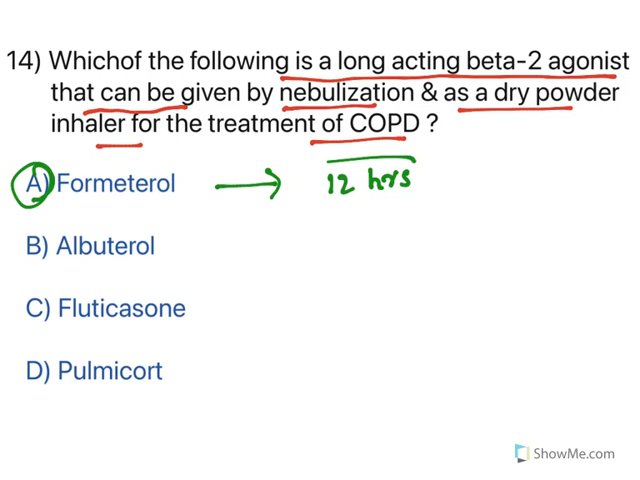 14) Whichof the following is a long acting beta-2 agonist
that can be given by nebulization & as a dry powder
inhaler for the treatment of COPD ?
A) Formeterol 12 hrs
B) Albuterol
C) Fluticasone
D) Pulmicort
ShowMe.com